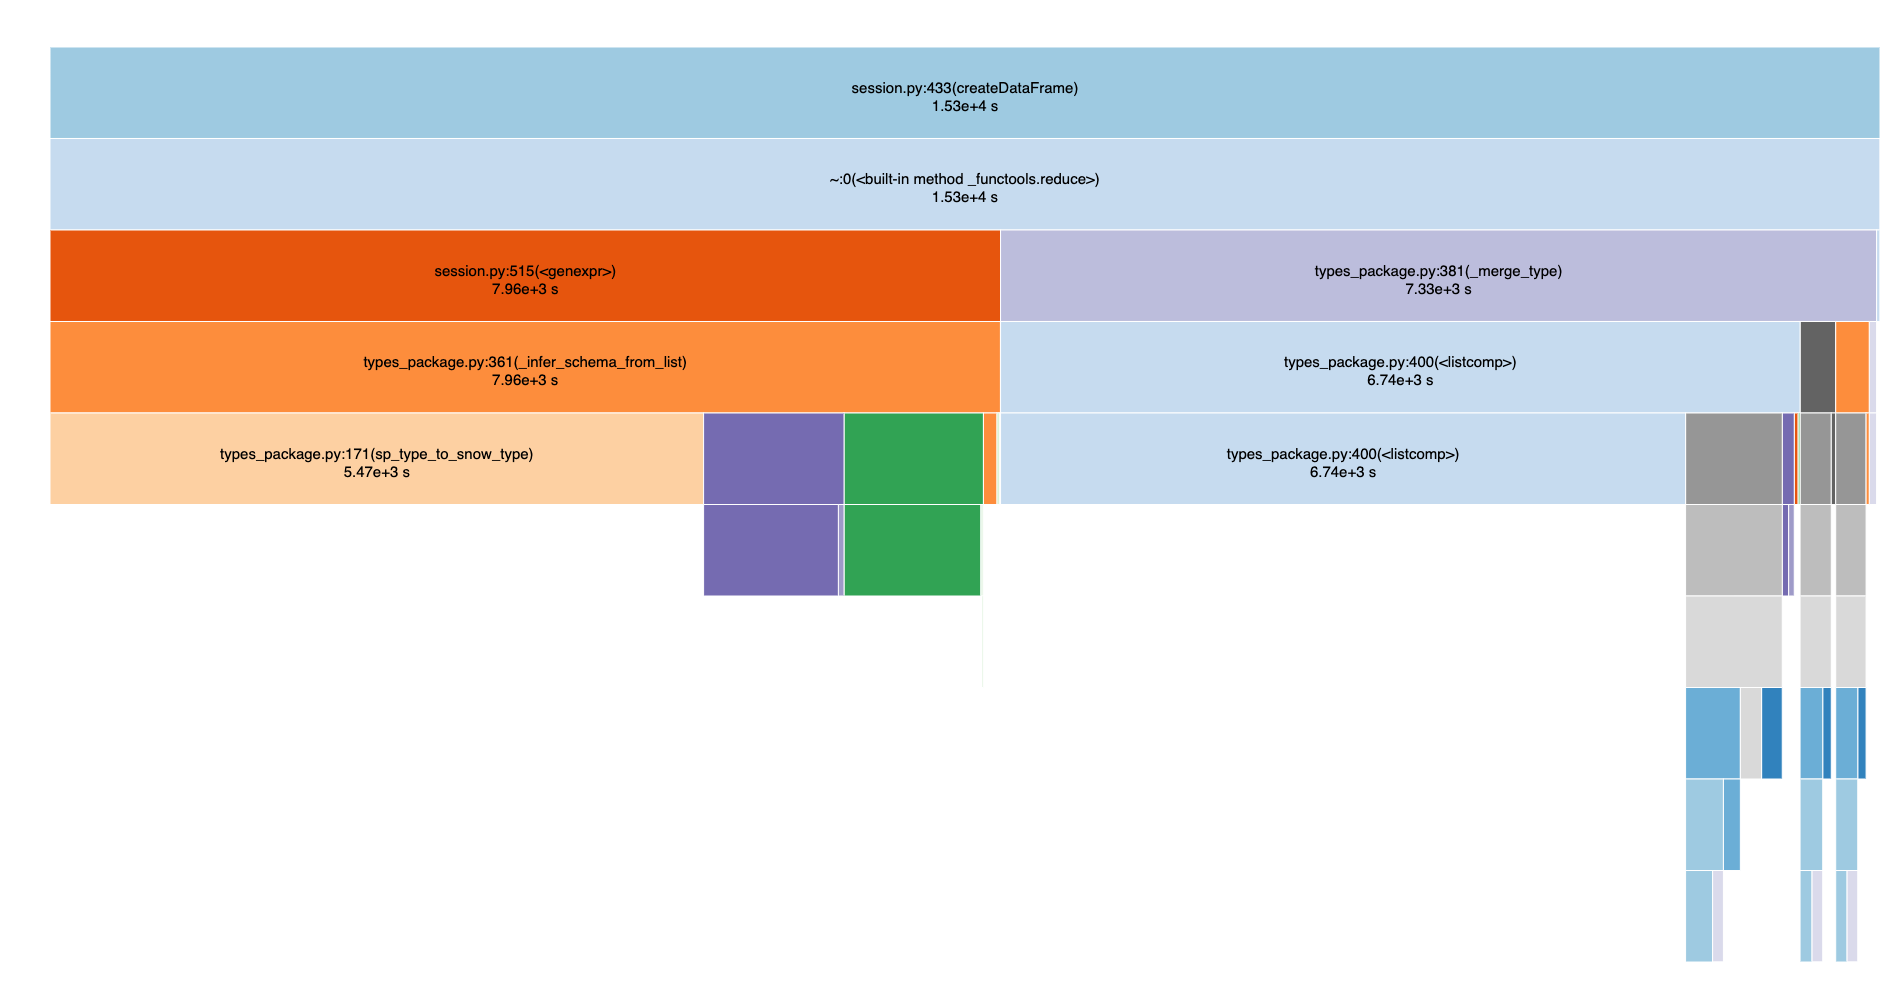 session.py:433(createDataFrame)
1.53e+4 s
~:0(<built-in method _functools.reduce>)
1.53e+4 s
session.py:515(<genexpr>)
7.96e+3 s
types_package.py:381(_merge_type)
7.33e+3 s
types_package.py:361(_infer_schema_from_list)
7.96e+3 s
types_package.py:400(<listcomp>)
6.74e+3 s
types_package.py:171(sp_type_to_snow_type)
5.47e+3 s
types_package.py:400(<listcomp>)
6.74e+3 s